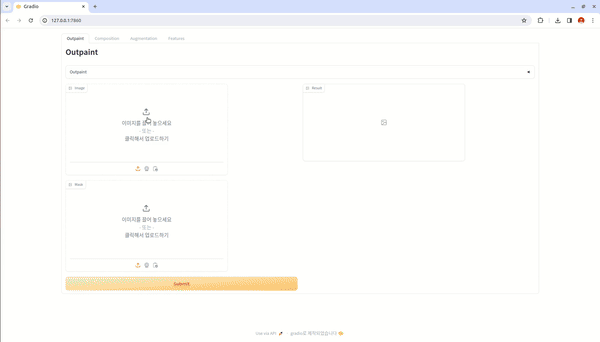 Gradio
127.0.0.1:7860
Outpaint
Composition
Augmentation
Features
Outpaint
Outpaint
Image
이미지를 끌어 놓으세요
- 또는 -
클릭해서 업로드하기
Result
Mask
이미지를 끌어 놓으세요
- 또는 -
클릭해서 업로드하기
Submit
Use via API
gradio로 제작되었습니다